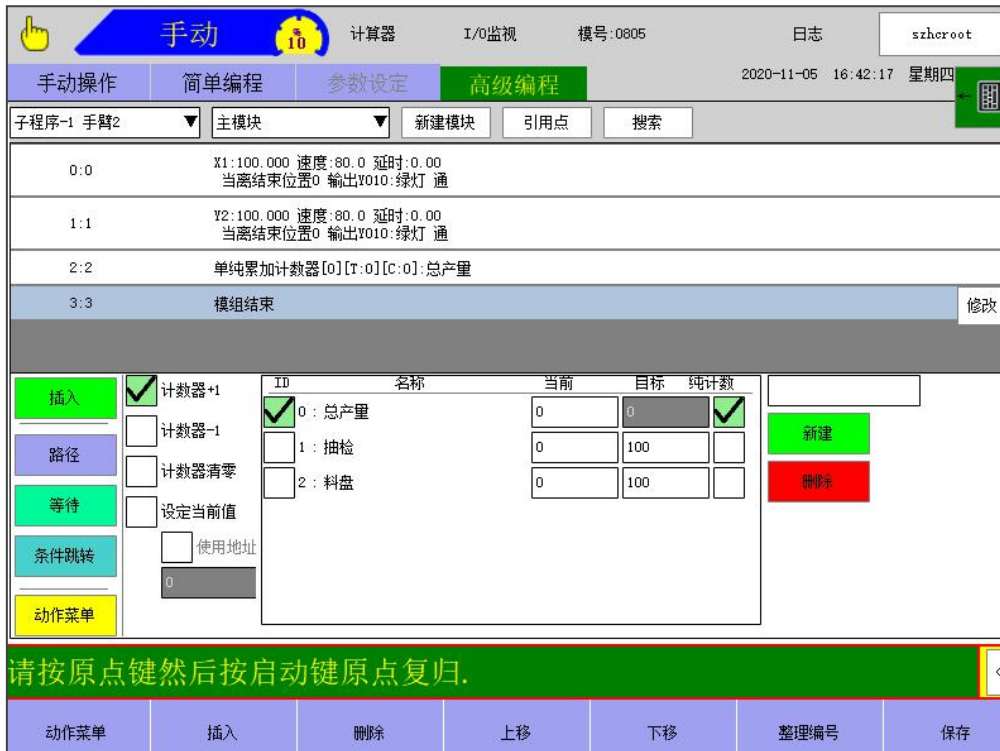 手动
%
10
计算器
I/O监视
模号:0805
日志
szhcroot
手动操作
简单编程
参数设定
高级编程
2020-11-05 16:42:17 星期四
子程序-1 手臂2
主模块
新建模块
引用点
搜索
0:0
X1:100.000 速度:80.0 延时:0.00
当离结束位置0 输出Y010:绿灯 通
1:1
Y2:100.000 速度:80.0 延时:0.00
当离结束位置0 输出Y010:绿灯 通
2:2
单纯累加计数器[0][T:0][C:0]:总产量
3:3
模组结束
修改
插入
路径
等待
条件跳转
动作菜单
计数器+1
计数器-1
计数器清零
设定当前值
使用地址
0
ID 名称 当前 目标 纯计数
0 : 总产量 0 0
1 : 抽检 0 100
2 : 料盘 0 100
新建
删除
请按原点键然后按启动键原点复归.
动作菜单
插入
删除
上移
下移
整理编号
保存